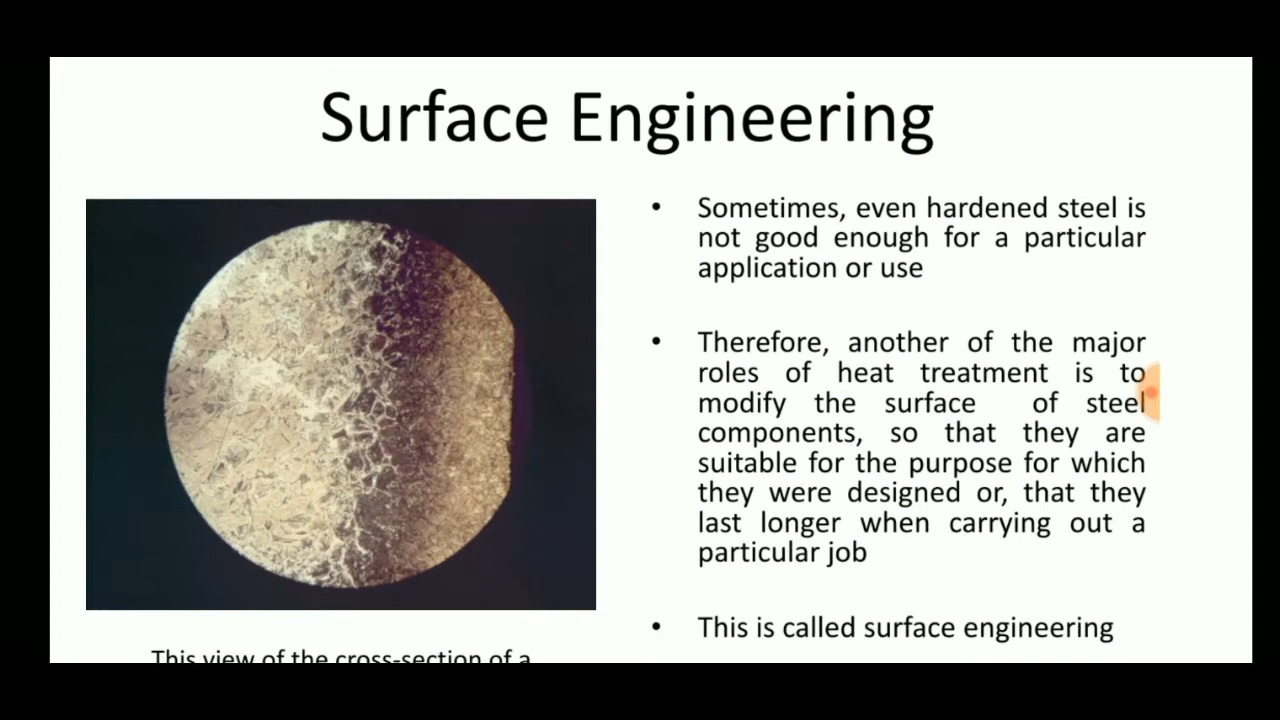 Surface Engineering
• Sometimes, even hardened steel is
not good enough for a particular
application or use
• Therefore, another of the major
roles of heat treatment is to
modify the surface of steel
components, so that they are
suitable for the purpose for which
they were designed or, that they
last longer when carrying out a
particular job
• This is called surface engineering
This view of the cross-section of a